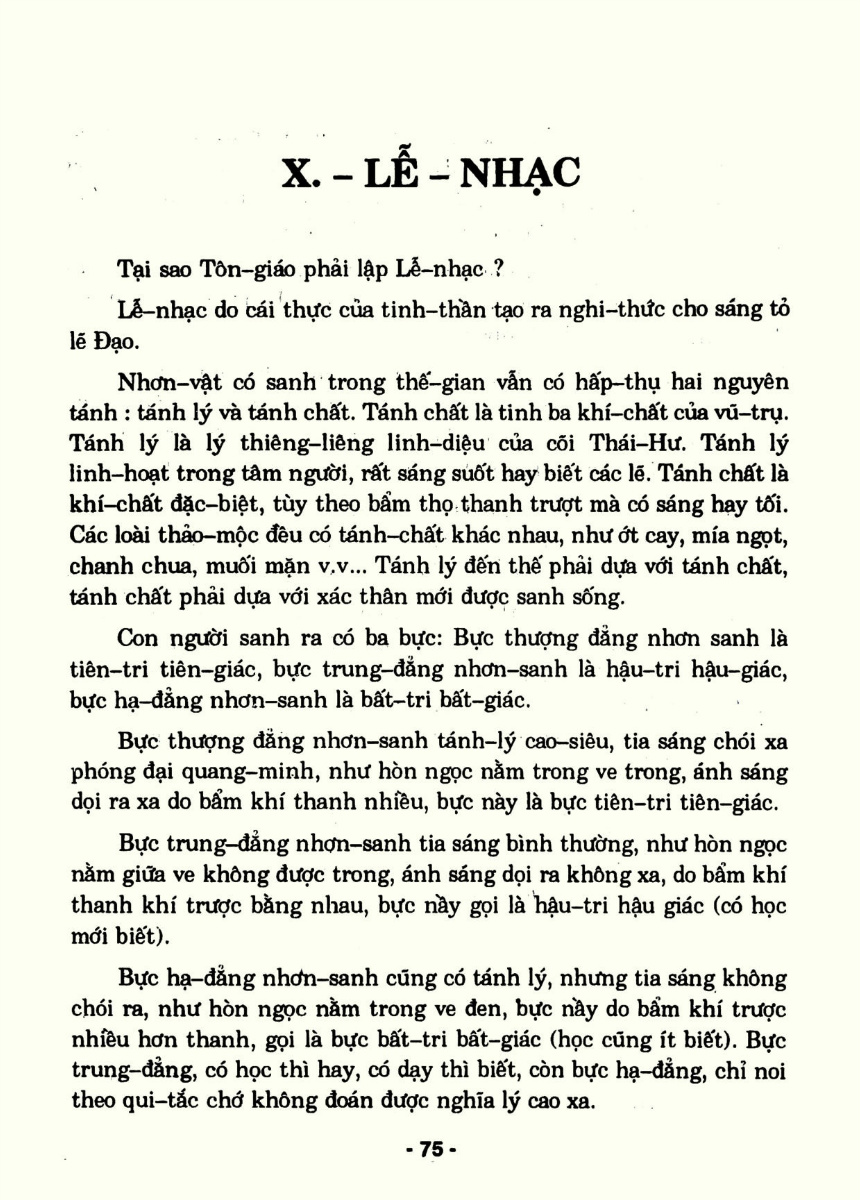 X. – LỄ – NHẠC
Tại sao Tôn–giáo phải lập Lễ–nhạc ?
Lễ–nhạc do cái thực của tinh–thần tạo ra nghi–thức cho sáng tỏ
lẽ Đạo.
Nhơn–vật có sanh trong thế–gian vẫn có hấp–thụ hai nguyên
tánh : tánh lý và tánh chất. Tánh chất là tinh ba khí–chất của vũ–trụ.
Tánh lý là lý thiêng–liêng linh–diệu của cõi Thái–Hư. Tánh lý
linh–hoạt trong tâm người, rất sáng suốt hay biết các lẽ. Tánh chất là
khí–chất đặc–biệt, tùy theo bẩm thọ thanh trượt mà có sáng hay tối.
Các loài thảo–mộc đều có tánh–chất khác nhau, như ớt cay, mía ngọt,
chanh chua, muối mặn v.v... Tánh lý đến thế phải dựa với tánh chất,
tánh chất phải dựa với xác thân mới được sanh sống.
Con người sanh ra có ba bực: Bực thượng đẳng nhơn sanh là
tiên–tri tiên–giác, bực trung–đẳng nhơn–sanh là hậu–tri hậu–giác,
bực hạ–đẳng nhơn–sanh là bất–tri bất–giác.
Bực thượng đẳng nhơn–sanh tánh–lý cao–siêu, tia sáng chói xa
phóng đại quang–minh, như hòn ngọc nằm trong ve trong, ánh sáng
dọi ra xa do bẩm khí thanh nhiều, bực này là bực tiên–tri tiên–giác.
Bực trung–đẳng nhơn–sanh tia sáng bình thường, như hòn ngọc
nằm giữa ve không được trong, ánh sáng dọi ra không xa, do bẩm khí
thanh khí trược bằng nhau, bực nầy gọi là hậu–tri hậu giác (có học
mới biết).
Bực hạ–đẳng nhơn–sanh cũng có tánh lý, nhưng tia sáng không
chói ra, như hòn ngọc nằm trong ve đen, bực nầy do bẩm khí trược
nhiều hơn thanh, gọi là bực bất–tri bất–giác (học cũng ít biết). Bực
trung–đẳng, có học thì hay, có dạy thì biết, còn bực hạ–đẳng, chỉ noi
theo qui–tắc chớ không đoán được nghĩa lý cao xa.
- 75 -